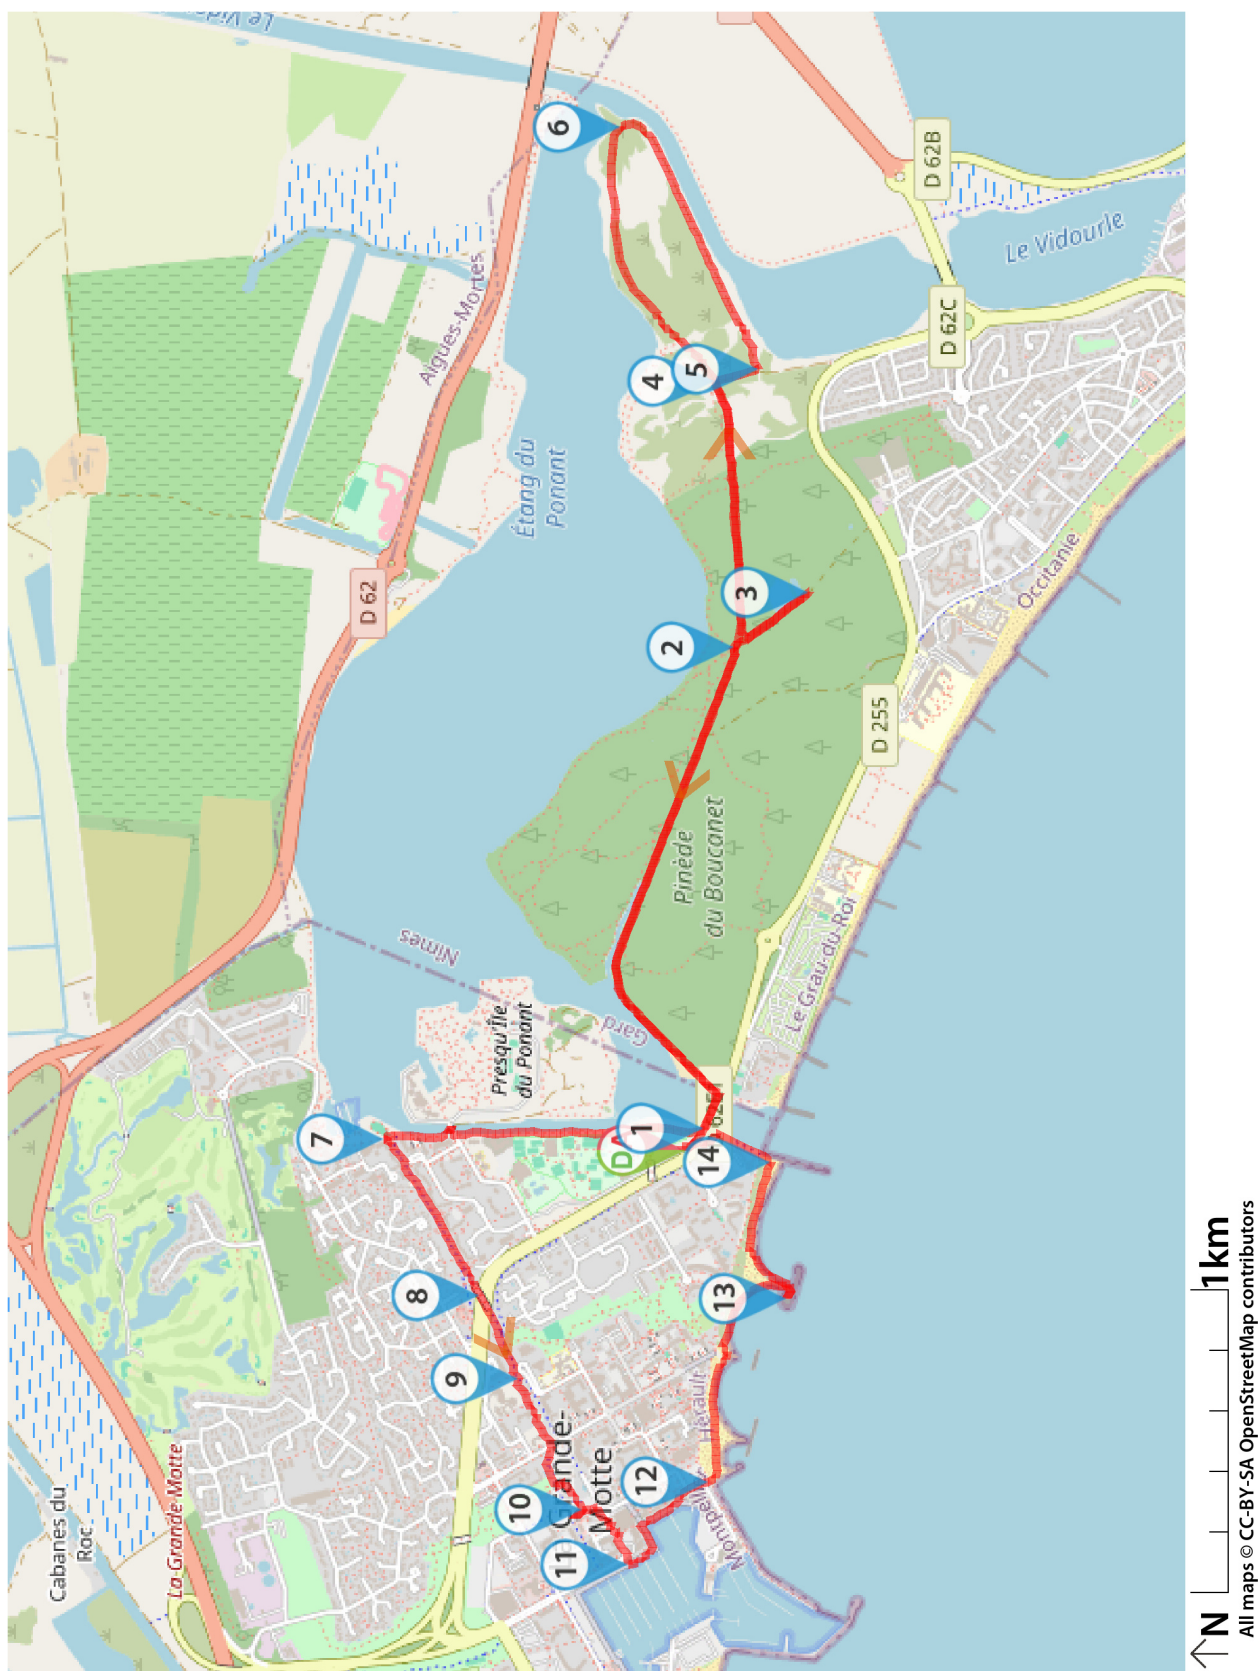 Le Vidourle
6
D 62B
Le Vidourle
D 62C
Aigues-Mortes
4
5
Étang du
Ponant
D 62
3
2
Occitanie
D 255
Pinède
du Boucanet
Nîmes
Le Grau-du-Roi
Presqu'Île
du Ponant
Gard
7
1
D
14
8
13
9
Hérault
Grande-
Motte
10
12
11
Montpellier
La Grande-Motte
Cabanes du
Roc
N
1km
All maps © CC-BY-SA OpenStreetMap contributors